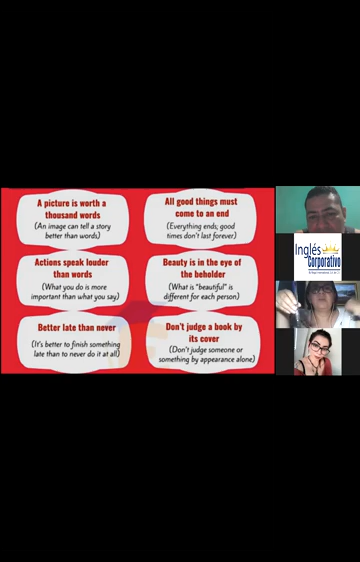 A picture is worth a
thousand words
(An image can tell a story
better than words)
All good things must
come to an end
(Everything ends; good
times don't last forever)
Actions speak louder
than words
(What you do is more
important than what you say)
Beauty is in the eye of
the beholder
(What is "beautiful" is
different for each person)
Better late than never
(It's better to finish something
late than to never do it at all)
Don't judge a book by
its cover
(Don't judge someone or
something by appearance alone)
Inglés
Corporativo